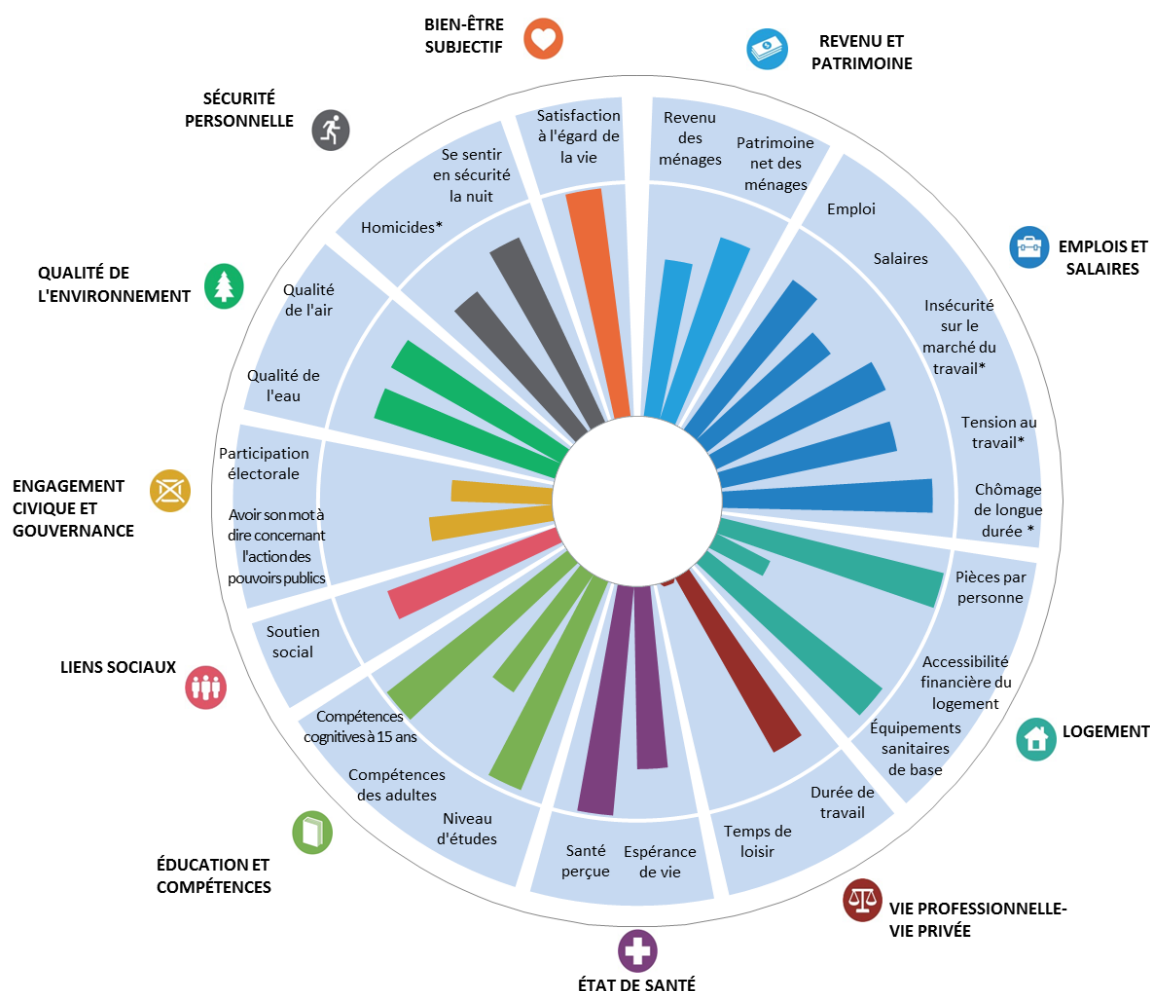 BIEN-ÊTRE
SUBJECTIF
REVENU ET
PATRIMOINE
SÉCURITÉ
PERSONNELLE
Satisfaction
à l'égard de
la vie
Revenu
des
ménages
Patrimoine
net des
ménages
Se sentir
en sécurité
la nuit
Homicides*
Emploi
Salaires
EMPLOIS ET
SALAIRES
Insécurité
sur le
marché du
travail*
Tension au
travail*
Chômage
de longue
durée *
QUALITÉ DE
L'ENVIRONNEMENT
Qualité
de l'air
Qualité de
l'eau
ENGAGEMENT
CIVIQUE ET
GOUVERNANCE
Participation
électorale
Avoir son mot à
dire concernant
l'action des
pouvoirs publics
Pièces par
personne
Accessibilité
financière du
logement
Équipements
sanitaires
de base
LOGEMENT
LIENS SOCIAUX
Soutien
social
Compétences
cognitives à 15 ans
Compétences
des adultes
Niveau
d'études
ÉDUCATION ET
COMPÉTENCES
Santé
perçue
Espérance
de vie
Temps de
loisir
Durée de
travail
VIE PROFESSIONNELLE-
VIE PRIVÉE
ÉTAT DE SANTÉ